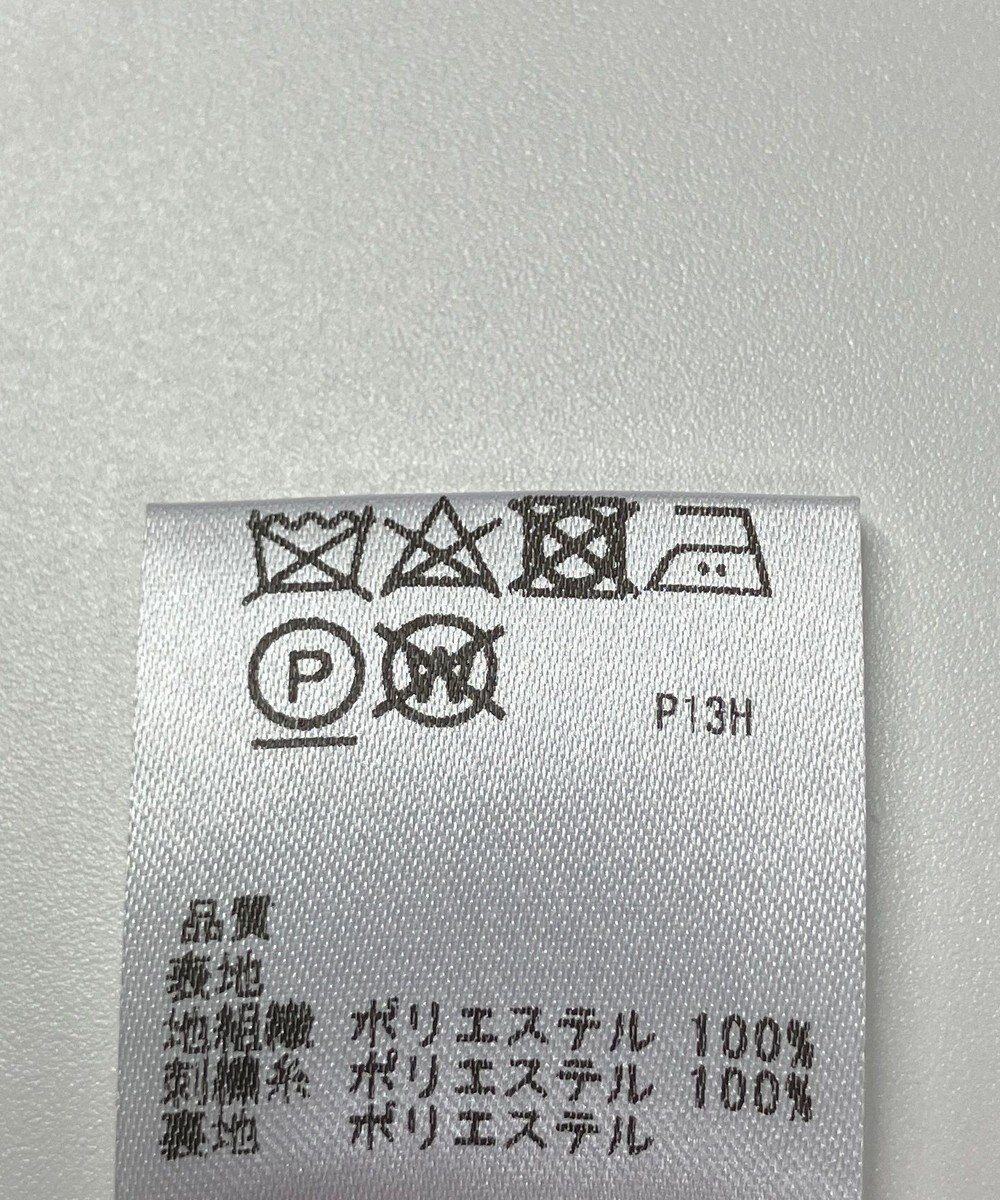 P
W
P13H
品質
表地
地組織 ポリエステル 100%
刺繍糸 ポリエステル 100%
裏地 ポリエステル